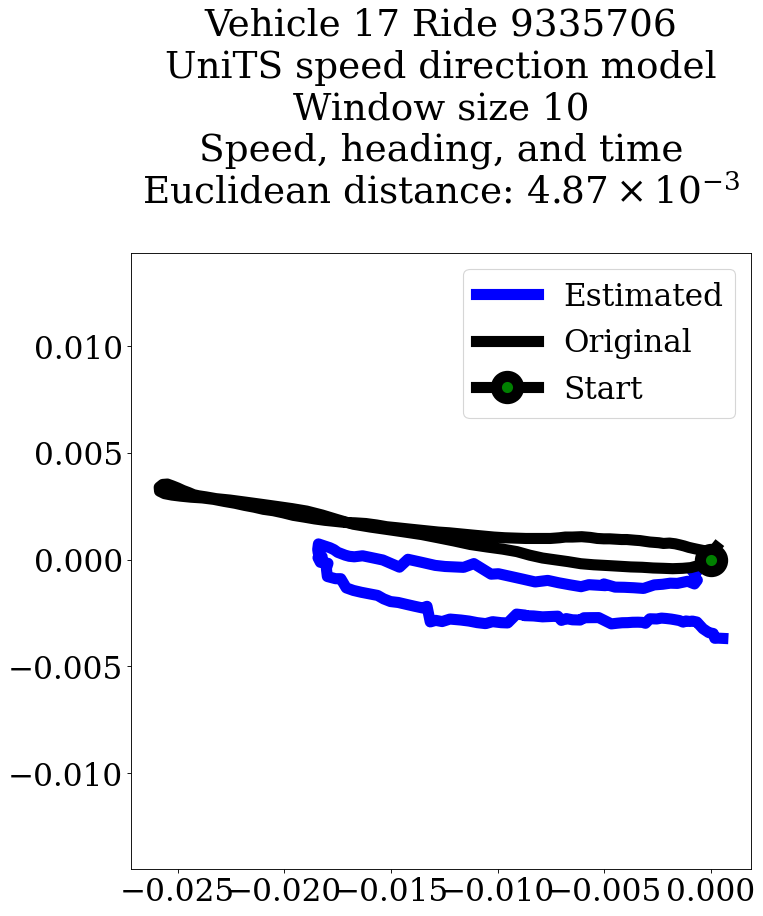 Vehicle 17 Ride 9335706
UniTS speed direction model
Window size 10
Speed, heading, and time
Euclidean distance: 4.87 × 10⁻³
Estimated
Original
Start
0.010
0.005
0.000
−0.005
−0.010
−0.025 −0.020 −0.015 −0.010 −0.005 0.000